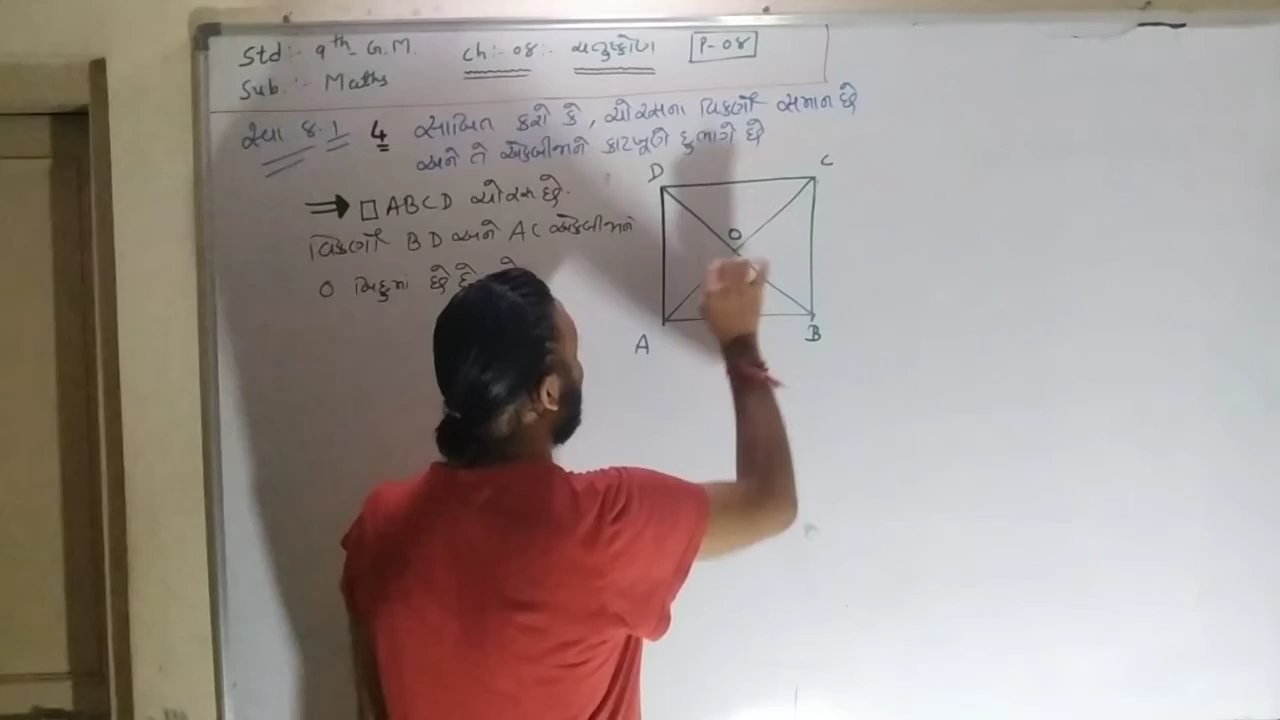 Std:- 9th G.M. ch:- 08:- ચતુષ્કોણ P-08
Sub:- Maths
સ્વા ૪.1 4 સાબિત કરો કે, ચોરસના વિકર્ણો સમાન છે
અને તે એકબીજાને કાટખૂણે દુભાગે છે
D C
⇒ □ ABCD ચોરસ છે.
વિકર્ણો BD અને AC એકબીજાને
O
O બિંદુમાં છેદે
A B